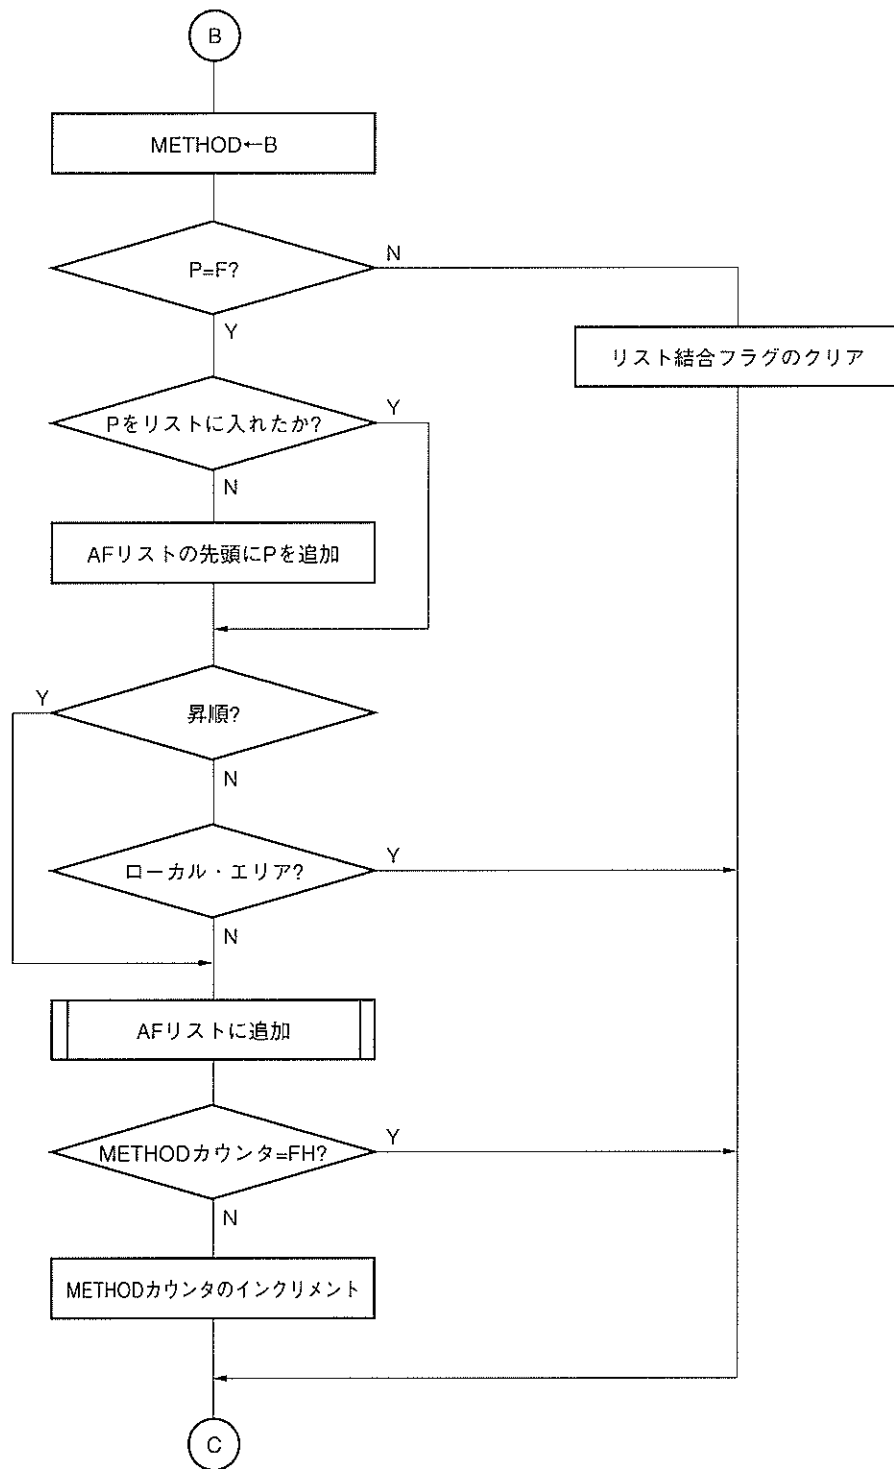 B
METHOD←B
P=F?
N
Y
リスト結合フラグのクリア
Pをリストに入れたか?
Y
N
AFリストの先頭にPを追加
Y
昇順?
N
ローカル・エリア?
Y
N
AFリストに追加
METHODカウンタ=FH?
Y
N
METHODカウンタのインクリメント
C